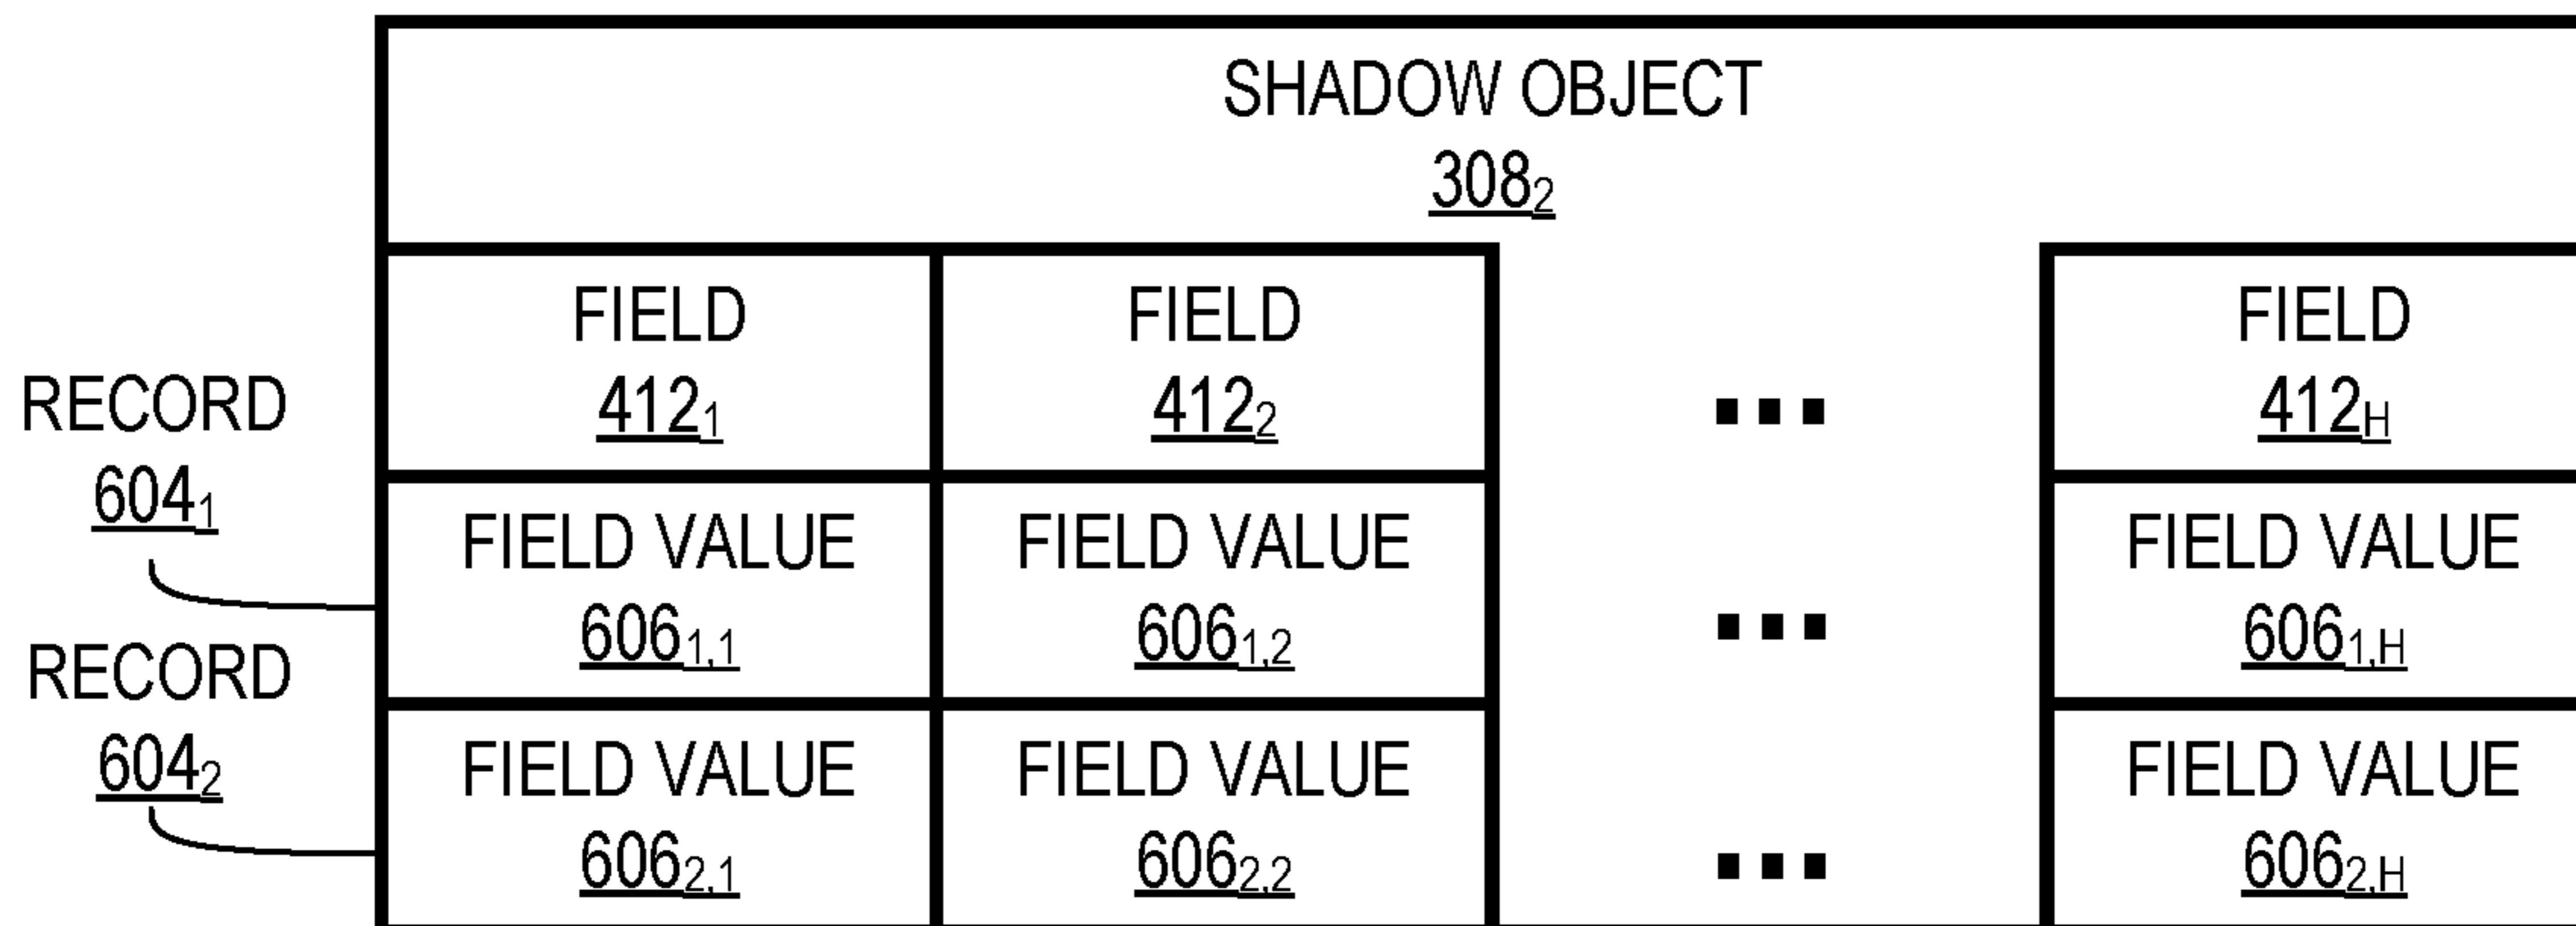 SHADOW OBJECT
308₂
FIELD FIELD FIELD
412₁ 412₂ ... 412H
RECORD
604₁
FIELD VALUE FIELD VALUE FIELD VALUE
606₁,₁ 606₁,₂ ... 606₁,H
RECORD
604₂
FIELD VALUE FIELD VALUE FIELD VALUE
606₂,₁ 606₂,₂ ... 606₂,H